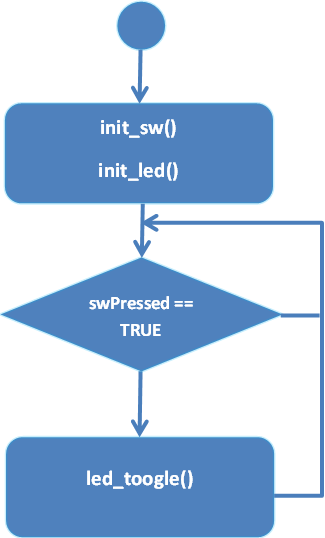 init_sw()
init_led()
swPressed ==
TRUE
led_toogle()